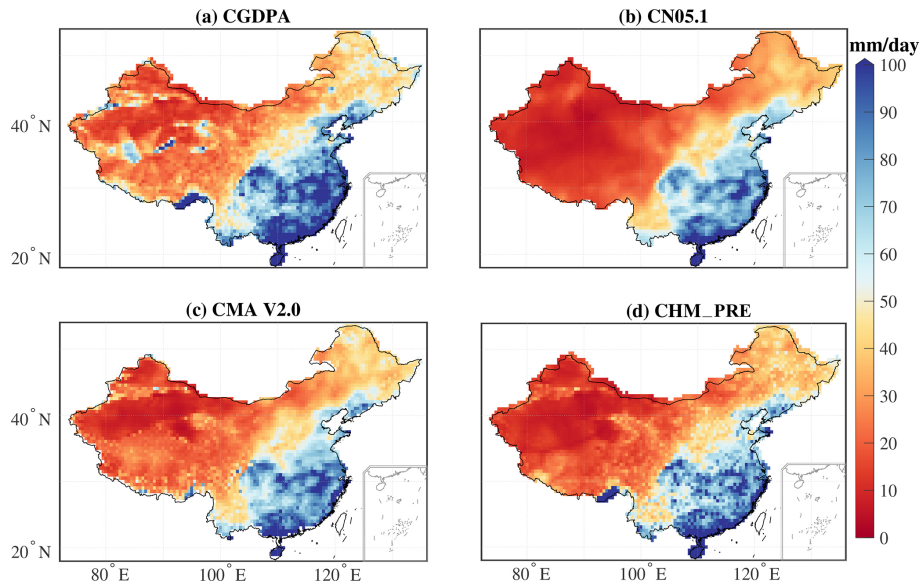 (a) CGDPA
(b) CN05.1
mm/day
100
90
80
70
60
50
40
30
20
10
0
40° N
20° N
(c) CMA V2.0
(d) CHM_PRE
40° N
20° N
80° E
100° E
120° E
80° E
100° E
120° E